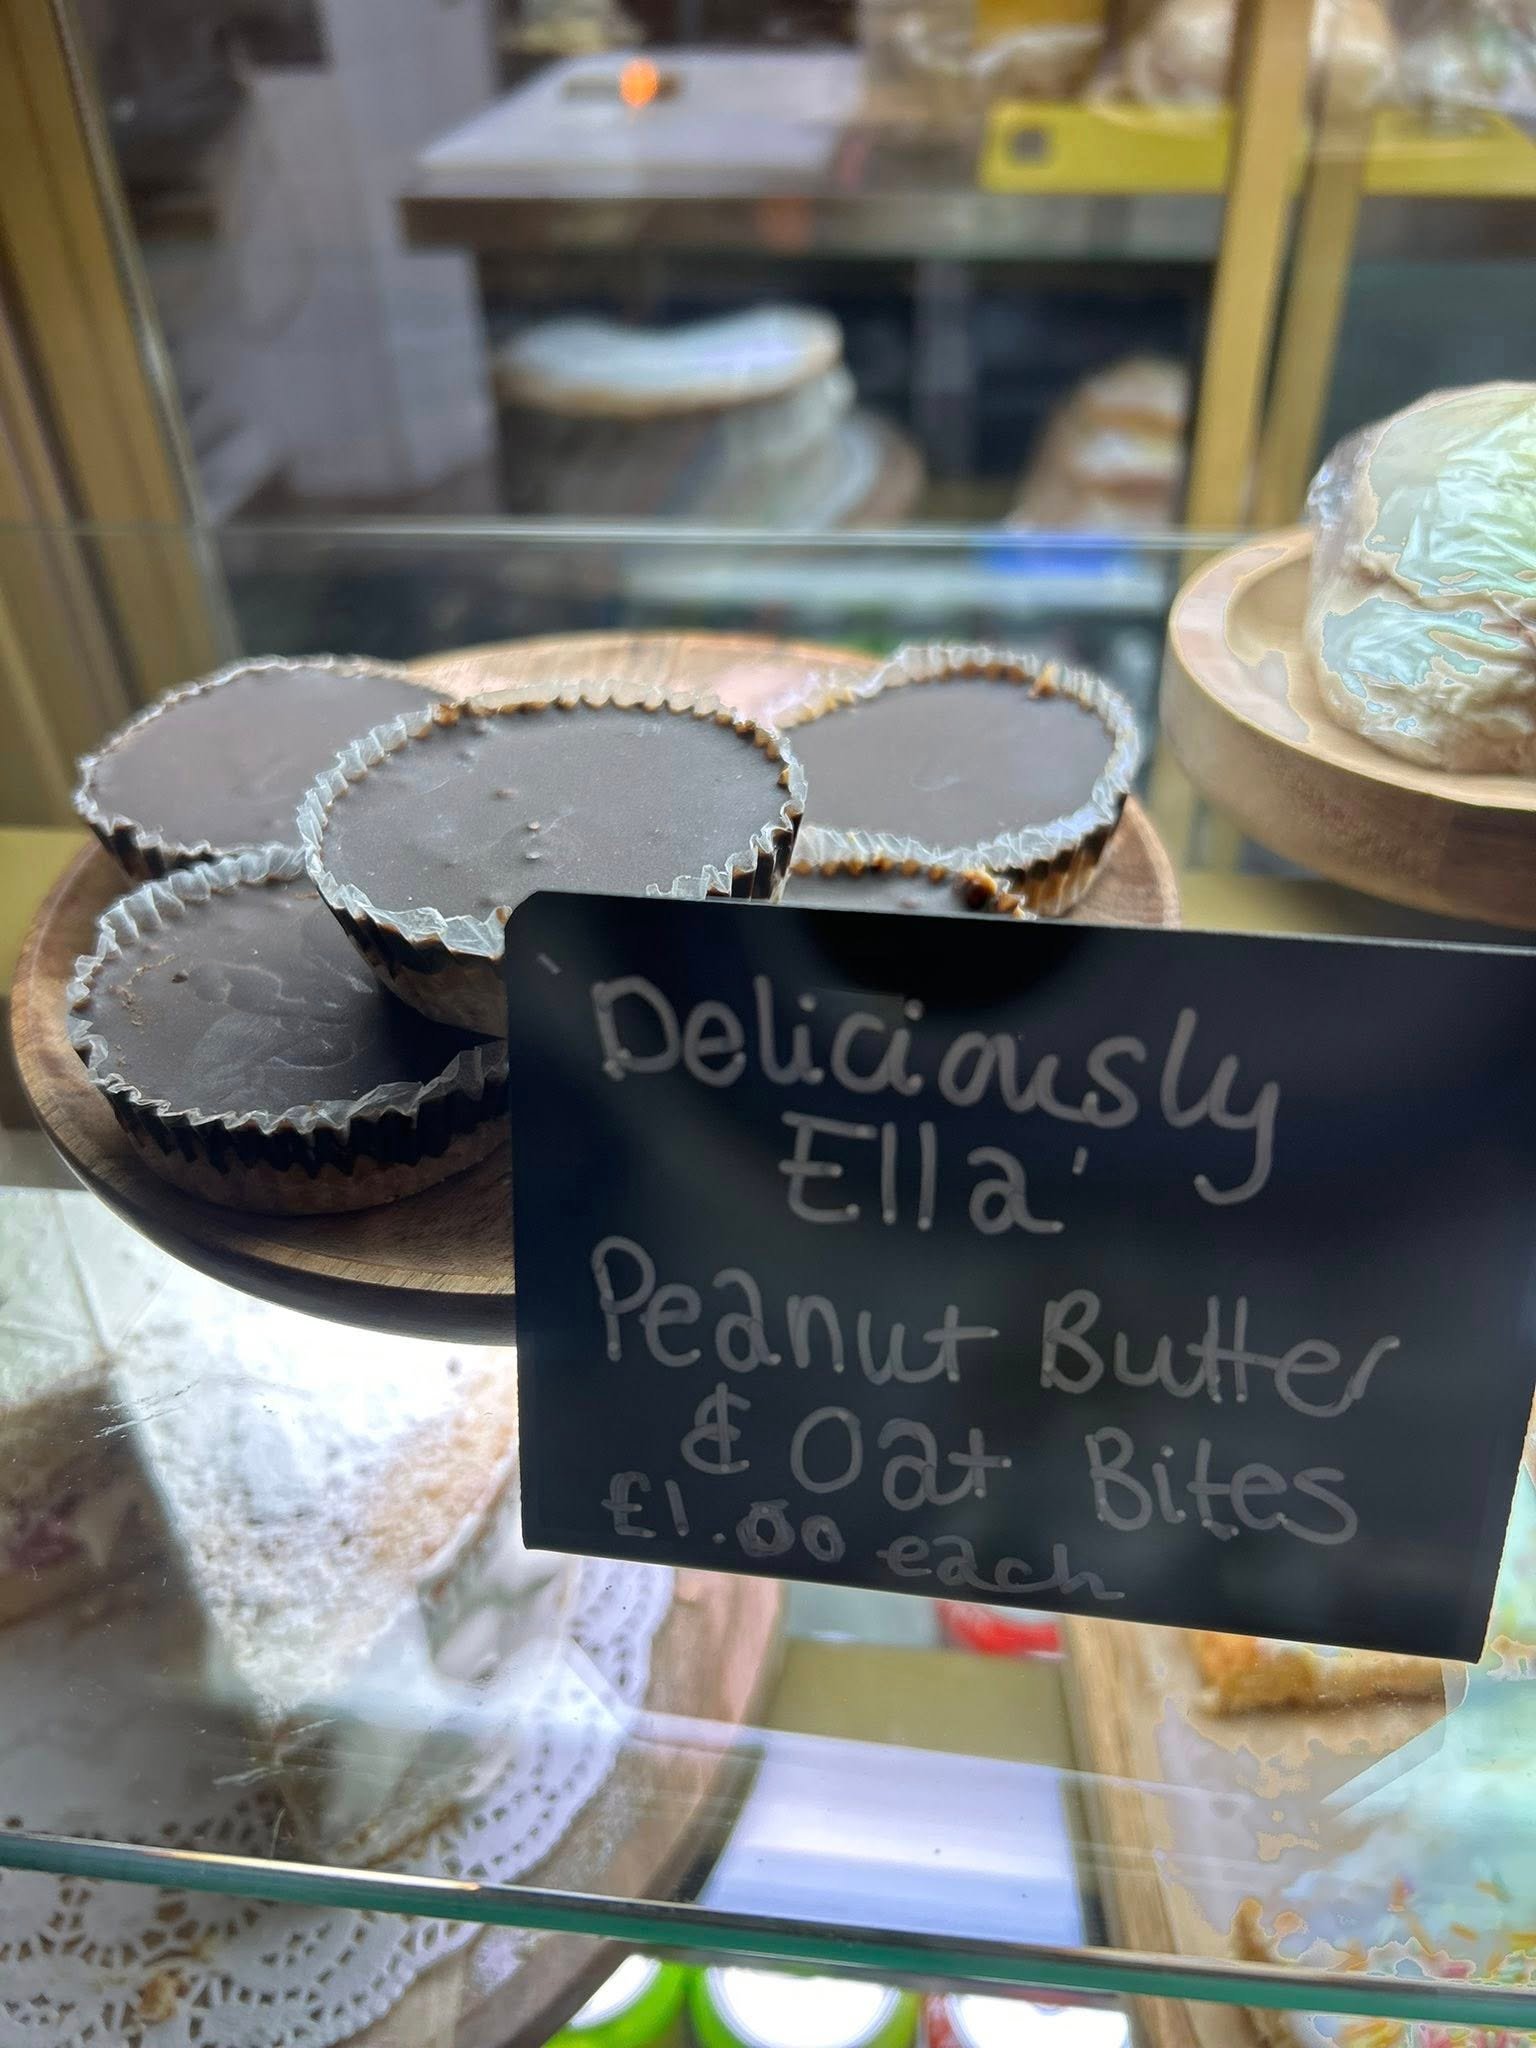 Deliciously
Ella'
Peanut Butter
& Oat Bites
£1.00 each